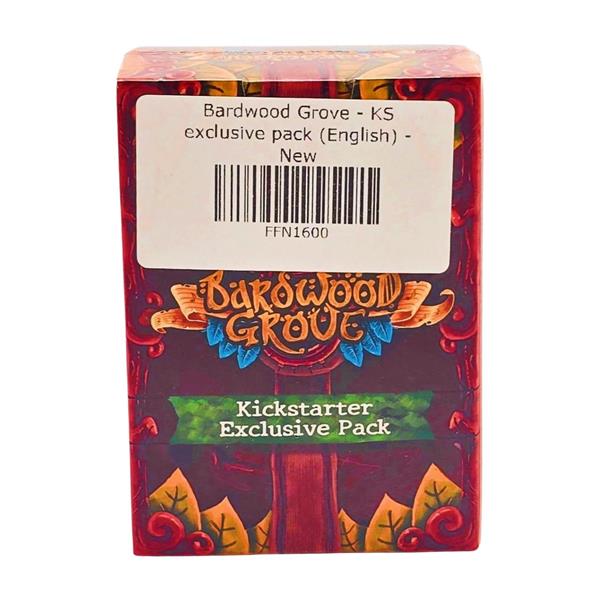 Bardwood Grove - KS
exclusive pack (English) -
New
FFN1600
BARDWOOD
GROVE
Kickstarter
Exclusive Pack